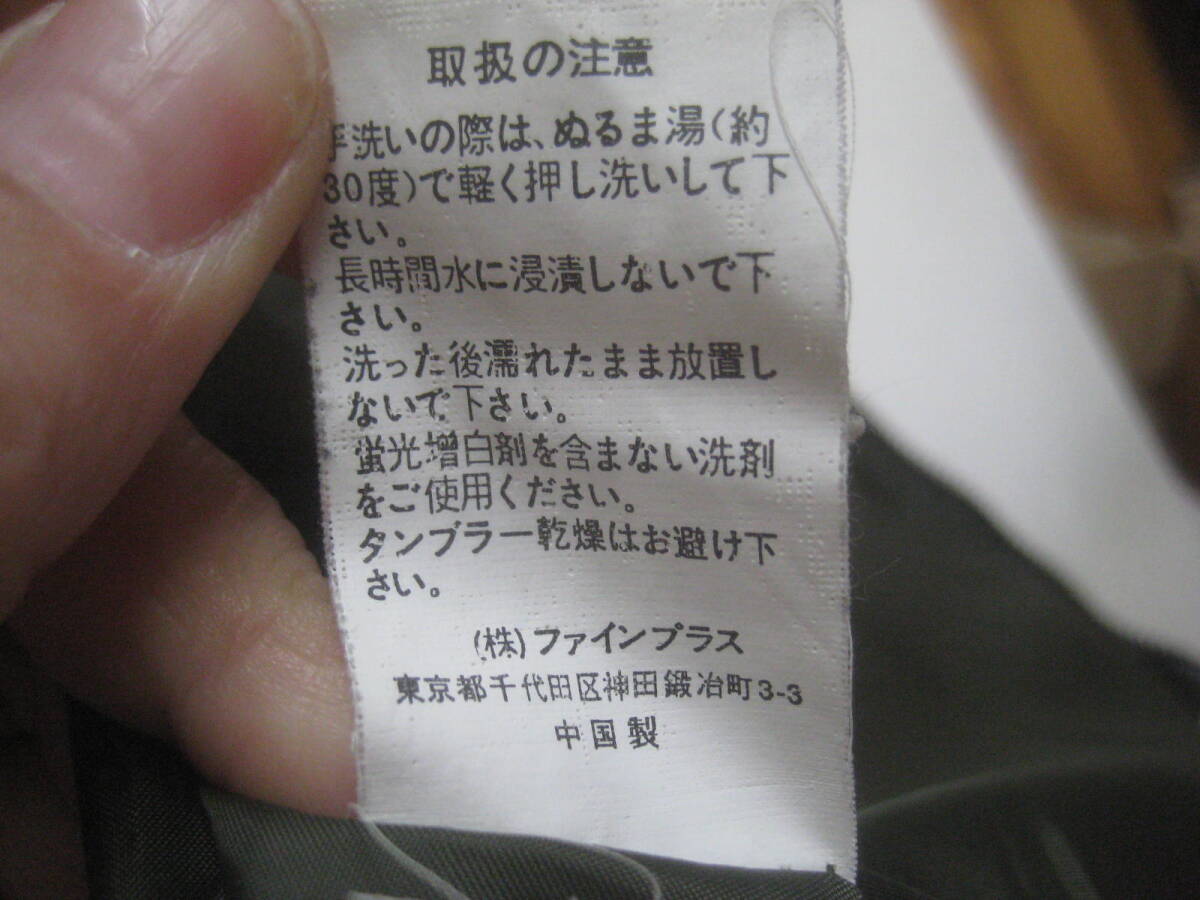 取扱の注意
手洗いの際は、ぬるま湯(約
30度)で軽く押し洗いして下
さい。
長時間水に浸漬しないで下
さい。
洗った後濡れたまま放置し
ないで下さい。
蛍光増白剤を含まない洗剤
をご使用ください。
タンブラー乾燥はお避け下
さい。
(株)ファインプラス
東京都千代田区神田鍛冶町3-3
中国製